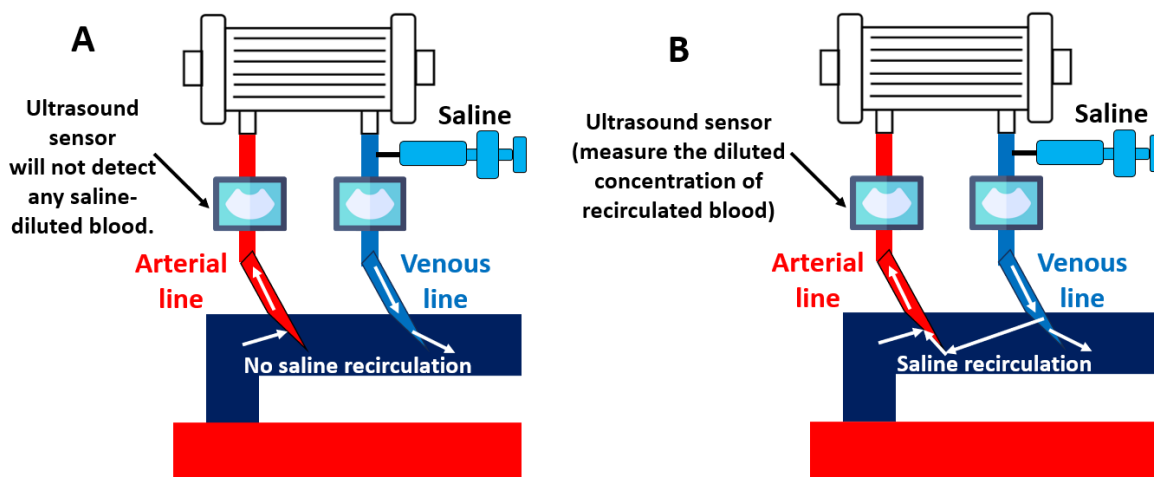 A
Ultrasound
sensor
will not detect
any saline-
diluted blood.
Saline
Arterial
line
Venous
line
No saline recirculation
B
Ultrasound sensor
(measure the diluted
concentration of
recirculated blood)
Saline
Arterial
line
Venous
line
Saline recirculation